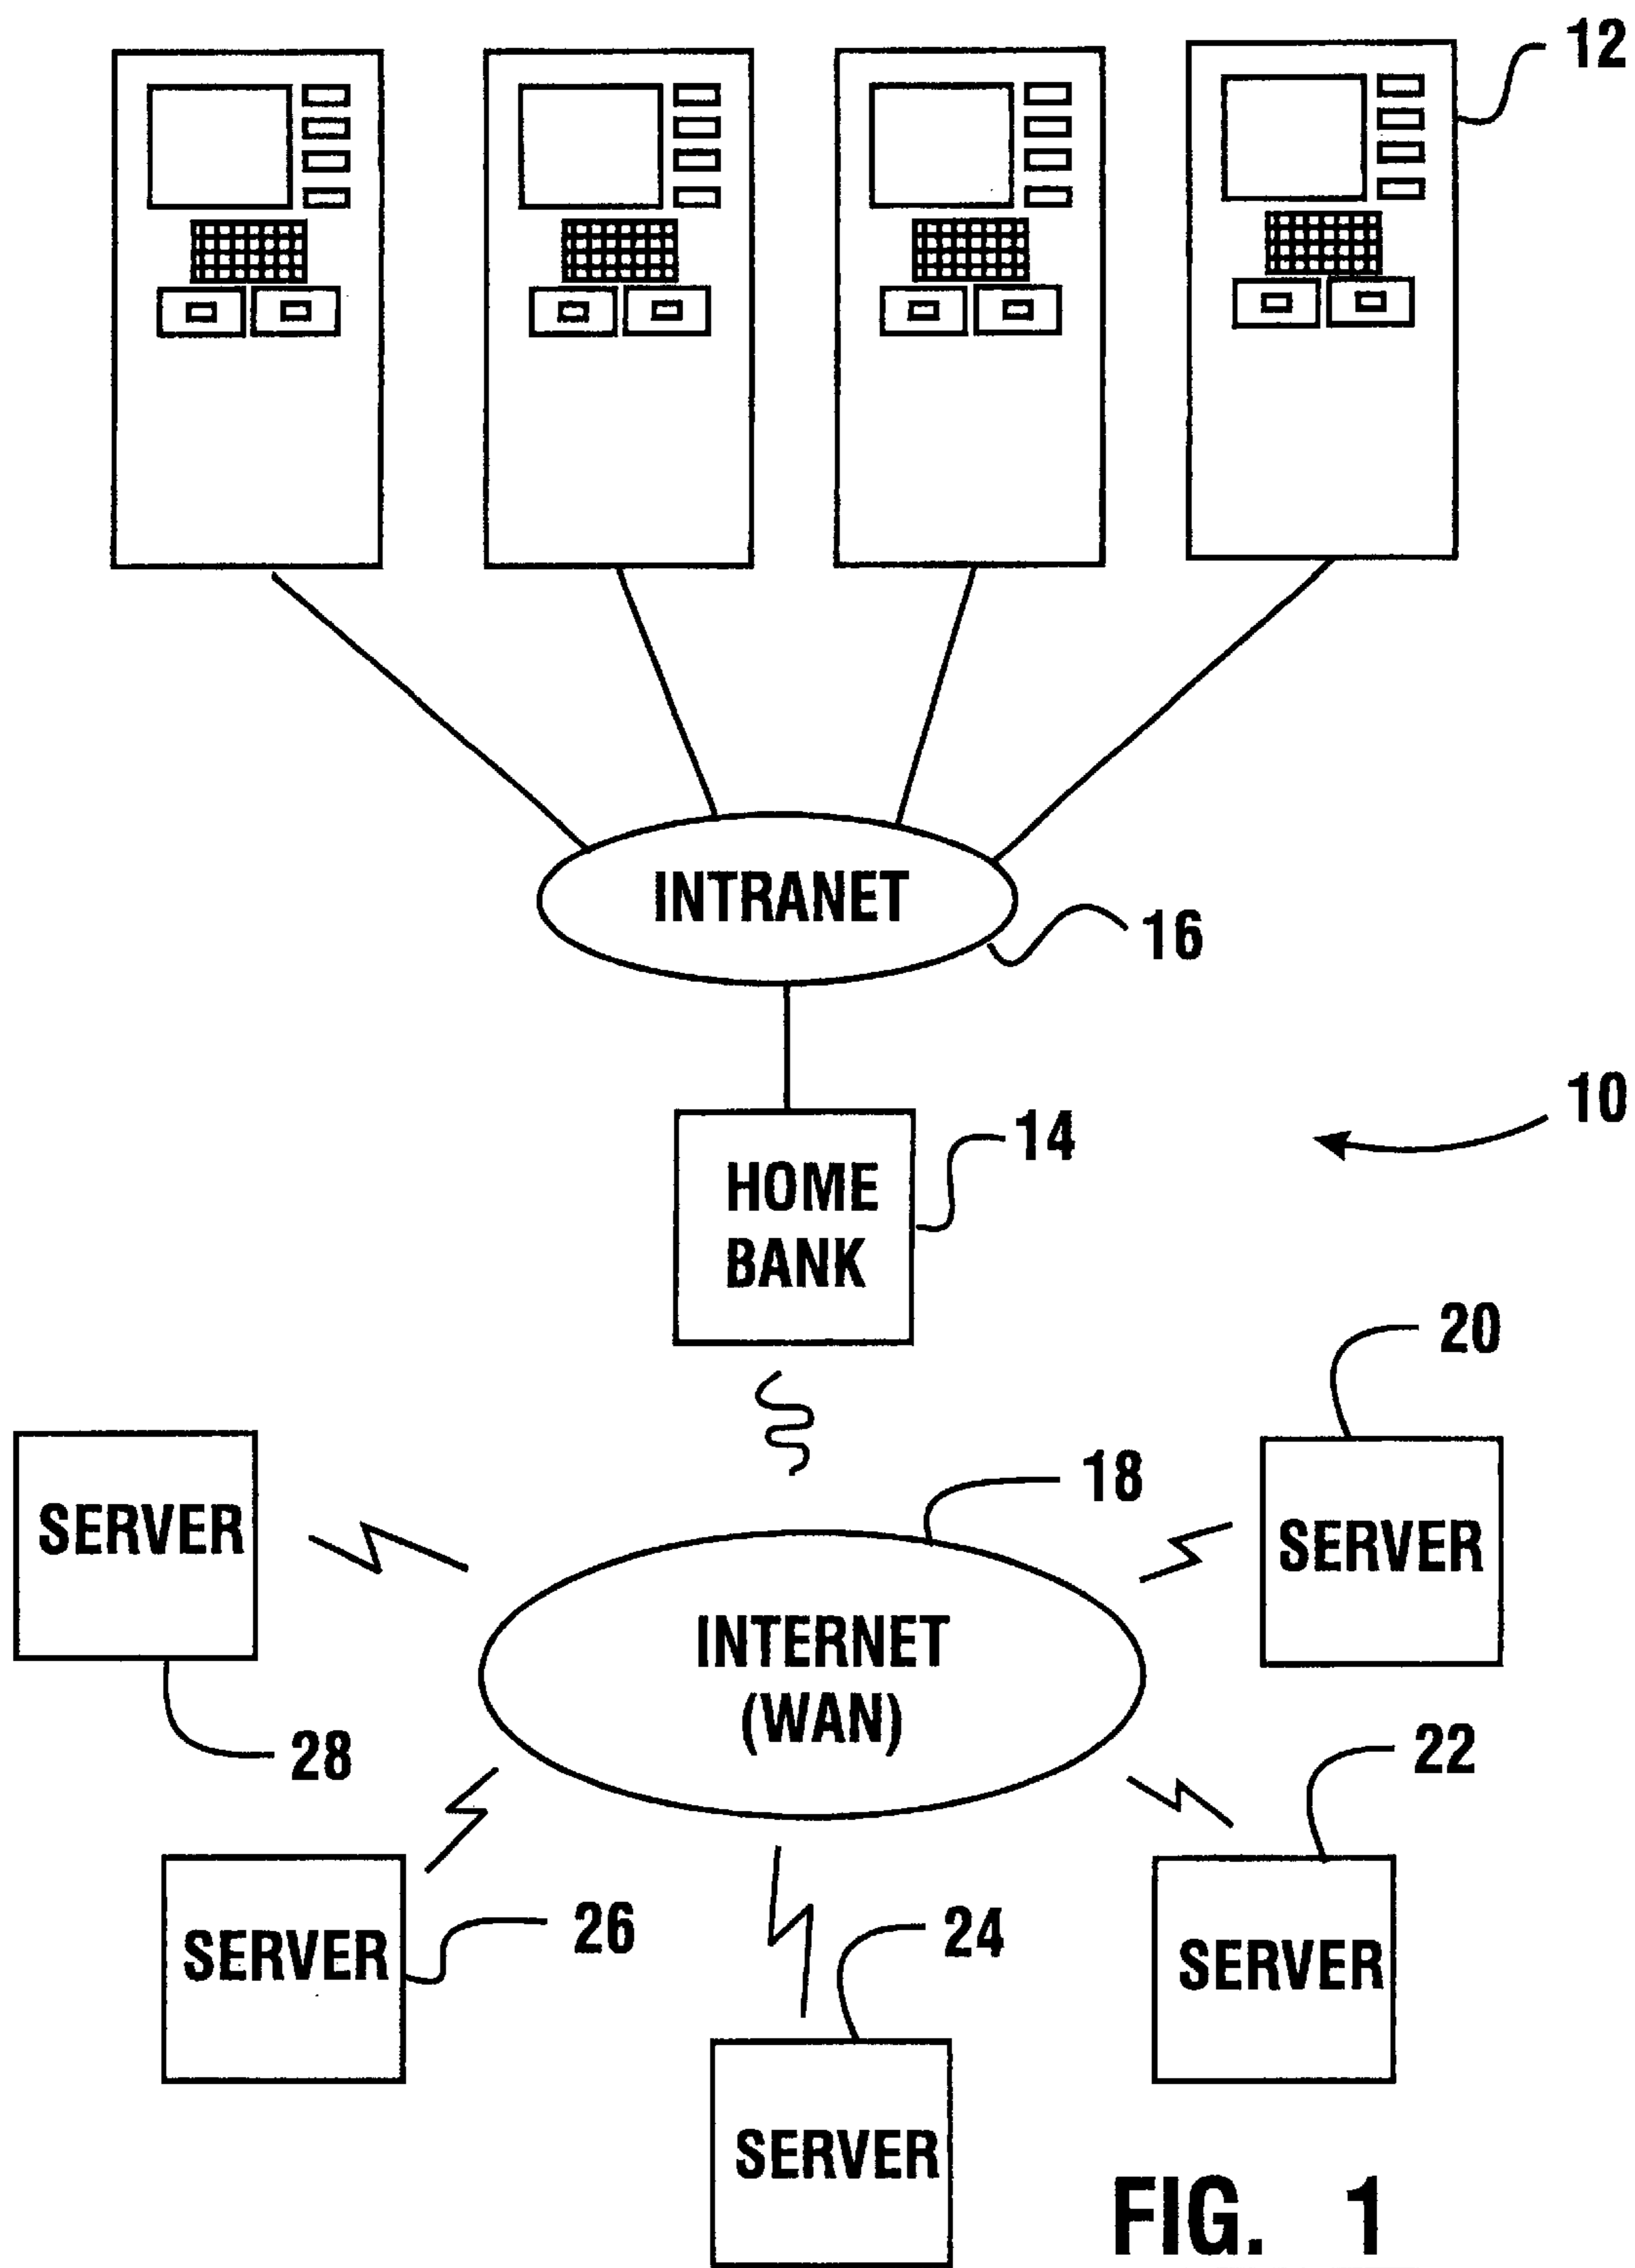 12
INTRANET
16
10
14
HOME
BANK
20
18
SERVER
SERVER
INTERNET
(WAN)
28
22
26
24
SERVER
SERVER
SERVER
FIG. 1